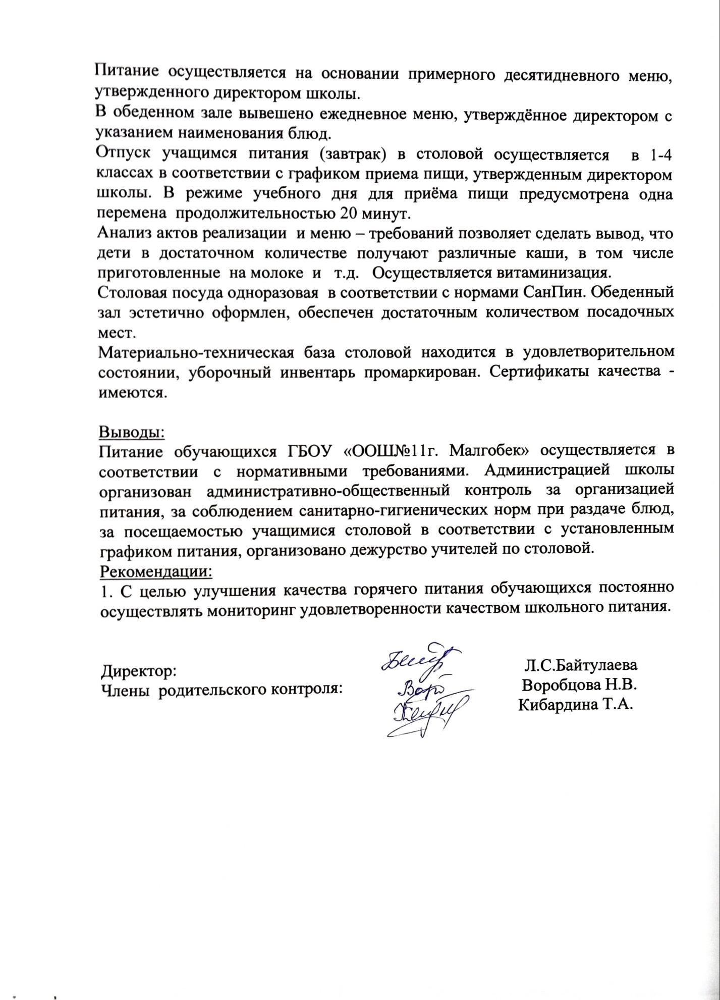 Питание осуществляется на основании примерного десятидневного меню,
утвержденного директором школы.
В обеденном зале вывешено ежедневное меню, утверждённое директором с
указанием наименования блюд.
Отпуск учащимся питания (завтрак) в столовой осуществляется в 1-4
классах в соответствии с графиком приема пищи, утвержденным директором
школы. В режиме учебного дня для приёма пищи предусмотрена одна
перемена продолжительностью 20 минут.
Анализ актов реализации и меню – требований позволяет сделать вывод, что
дети в достаточном количестве получают различные каши, в том числе
приготовленные на молоке и т.д. Осуществляется витаминизация.
Столовая посуда одноразовая в соответствии с нормами СанПин. Обеденный
зал эстетично оформлен, обеспечен достаточным количеством посадочных
мест.
Материально-техническая база столовой находится в удовлетворительном
состоянии, уборочный инвентарь промаркирован. Сертификаты качества -
имеются.
Выводы:
Питание обучающихся ГБОУ «ООШ№11г. Малгобек» осуществляется в
соответствии с нормативными требованиями. Администрацией школы
организован административно-общественный контроль за организацией
питания, за соблюдением санитарно-гигиенических норм при раздаче блюд,
за посещаемостью учащимися столовой в соответствии с установленным
графиком питания, организовано дежурство учителей по столовой.
Рекомендации:
1. С целью улучшения качества горячего питания обучающихся постоянно
осуществлять мониторинг удовлетворенности качеством школьного питания.
Директор: Л.С.Байтулаева
Члены родительского контроля: Воробцова Н.В.
Кибардина Т.А.